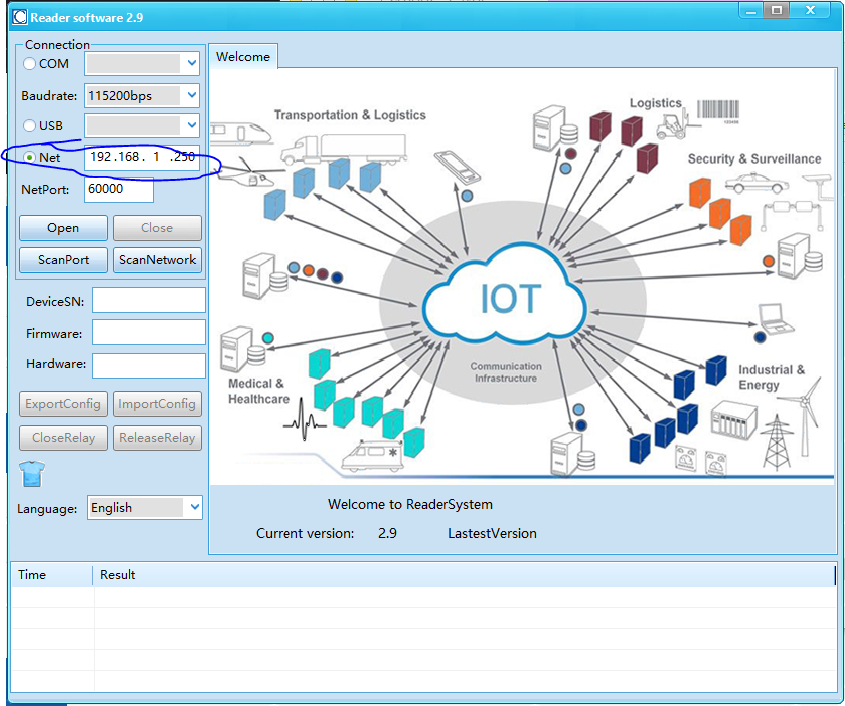 Reader software 2.9
Connection
COM
Baudrate: 115200bps
USB
Net 192.168. 1 .250
NetPort: 60000
Open Close
ScanPort ScanNetwork
DeviceSN:
Firmware:
Hardware:
ExportConfig ImportConfig
CloseRelay ReleaseRelay
Language: English
Welcome
Transportation & Logistics
Logistics
Security & Surveillance
IOT
Communication
Infrastructure
Medical &
Healthcare
Industrial &
Energy
Welcome to ReaderSystem
Current version: 2.9 LastestVersion
Time Result